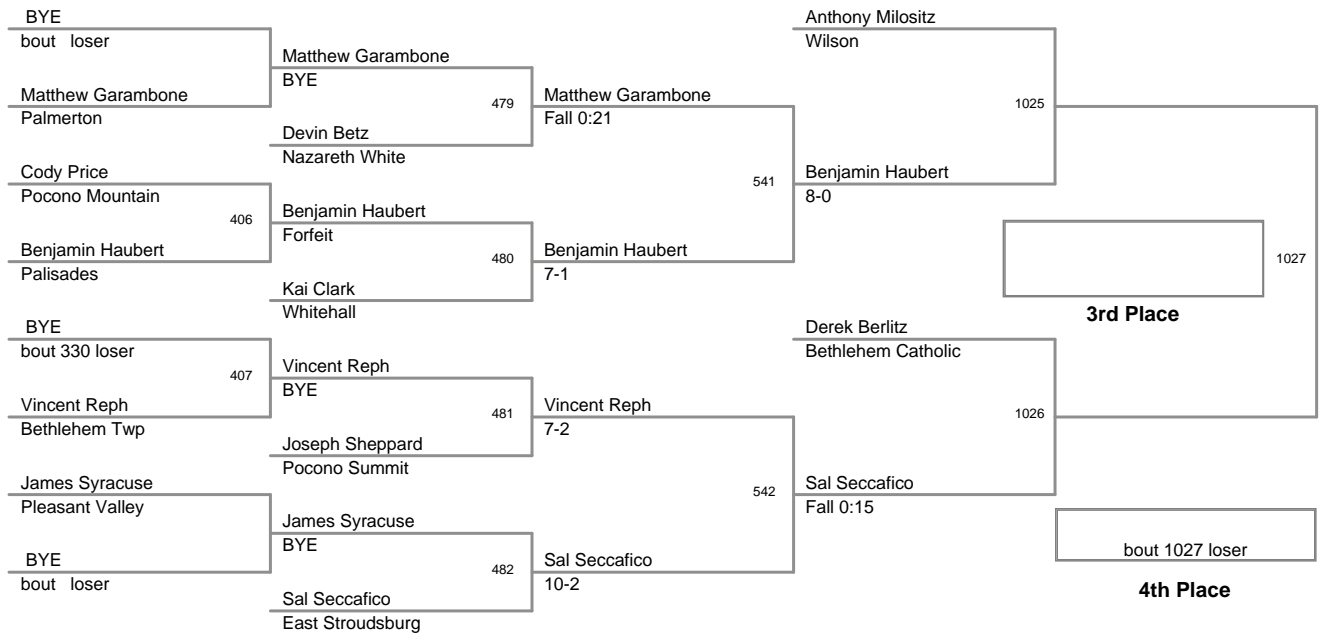 BYE
bout loser
Matthew Garambone
Palmerton
Cody Price
Pocono Mountain
406
Benjamin Haubert
Palisades
BYE
bout 330 loser
407
Vincent Reph
Bethlehem Twp
James Syracuse
Pleasant Valley
BYE
bout loser
Matthew Garambone
BYE
479
Devin Betz
Nazareth White
Benjamin Haubert
Forfeit
480
Kai Clark
Whitehall
Vincent Reph
BYE
481
Joseph Sheppard
Pocono Summit
James Syracuse
BYE
482
Sal Seccafico
East Stroudsburg
Matthew Garambone
Fall 0:21
541
Benjamin Haubert
7-1
Vincent Reph
7-2
542
Sal Seccafico
10-2
Anthony Milositz
Wilson
1025
Benjamin Haubert
8-0
Derek Berlitz
Bethlehem Catholic
1026
Sal Seccafico
Fall 0:15
1027
3rd Place
bout 1027 loser
4th Place